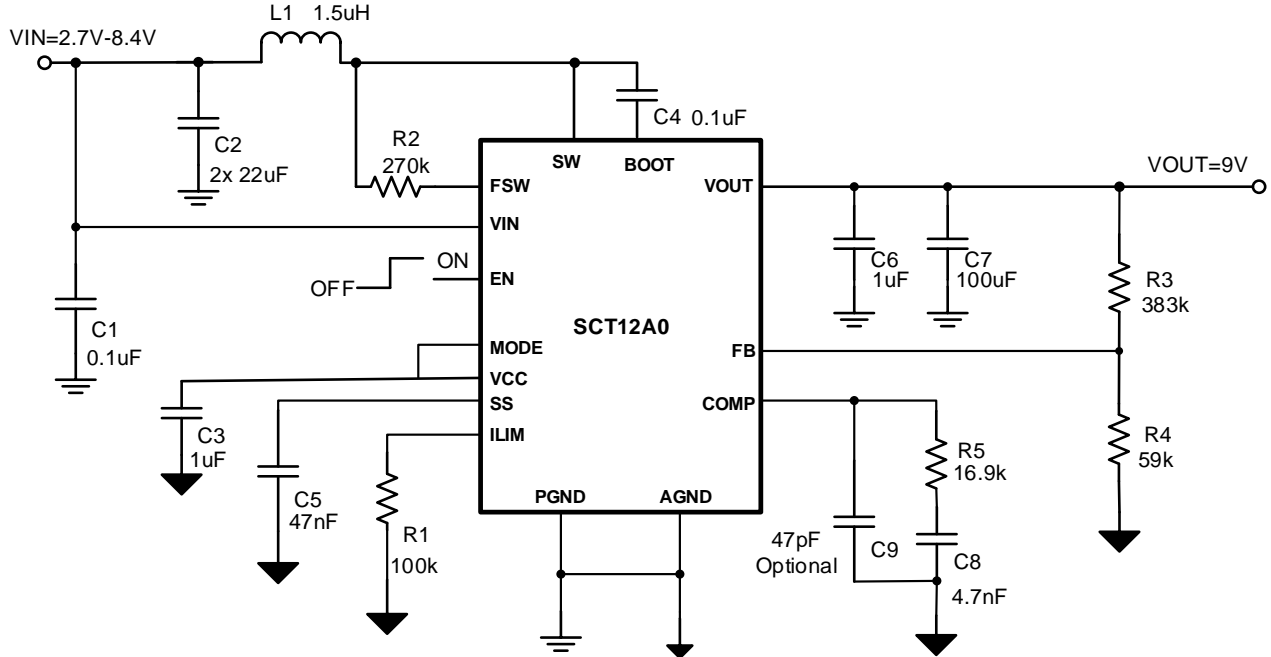 L1 1.5uH
VIN=2.7V-8.4V
C4 0.1uF
C2
2x 22uF
R2
270k
SW
BOOT
FSW
VOUT
VOUT=9V
VIN
ON
OFF
EN
C6
1uF
C7
100uF
R3
383k
C1
0.1uF
SCT12A0
MODE
FB
VCC
SS
COMP
ILIM
C3
1uF
R5
16.9k
R4
59k
C5
47nF
R1
100k
PGND
AGND
47pF
Optional
C9
C8
4.7nF